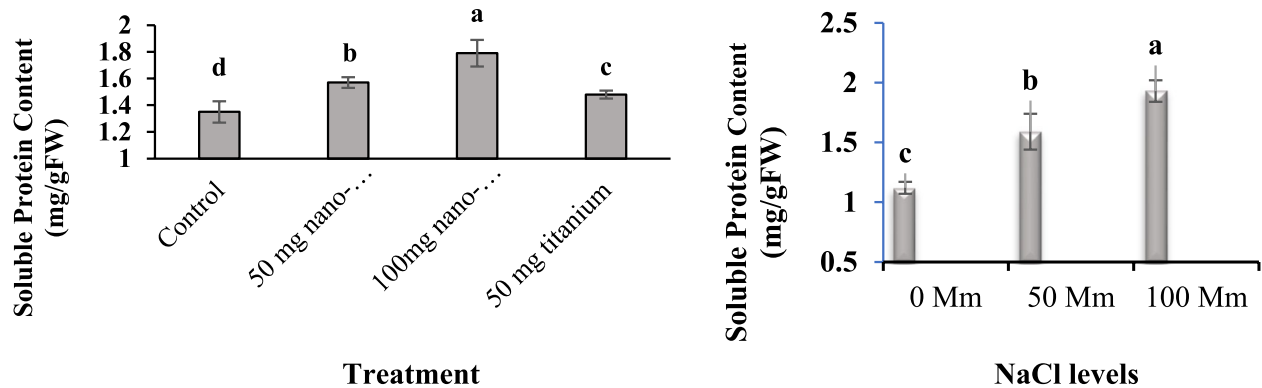 Soluble Protein Content
(mg/gFW)
2
1.8
1.6
1.4
1.2
1
d
b
a
c
Control
50 mg nano-…
100mg nano-…
50 mg titanium
Treatment
Soluble Protein Content
(mg/gFW)
2.5
2
1.5
1
0.5
c
b
a
0 Mm
50 Mm
100 Mm
NaCl levels